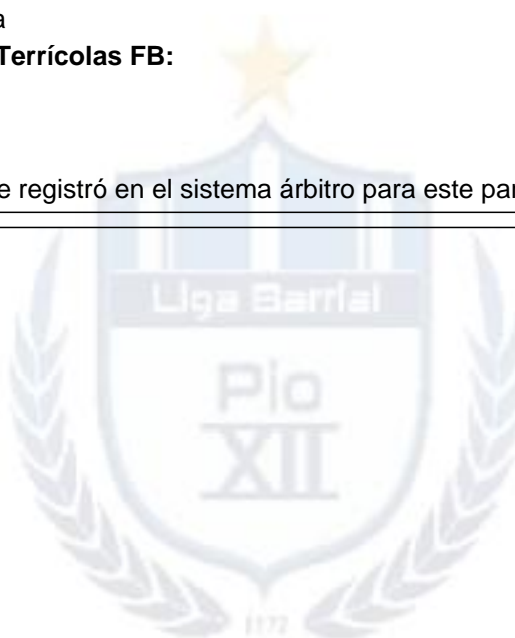 a
Terrícolas FB:
e registró en el sistema árbitro para este par
Liga Barrial
Pio
XII